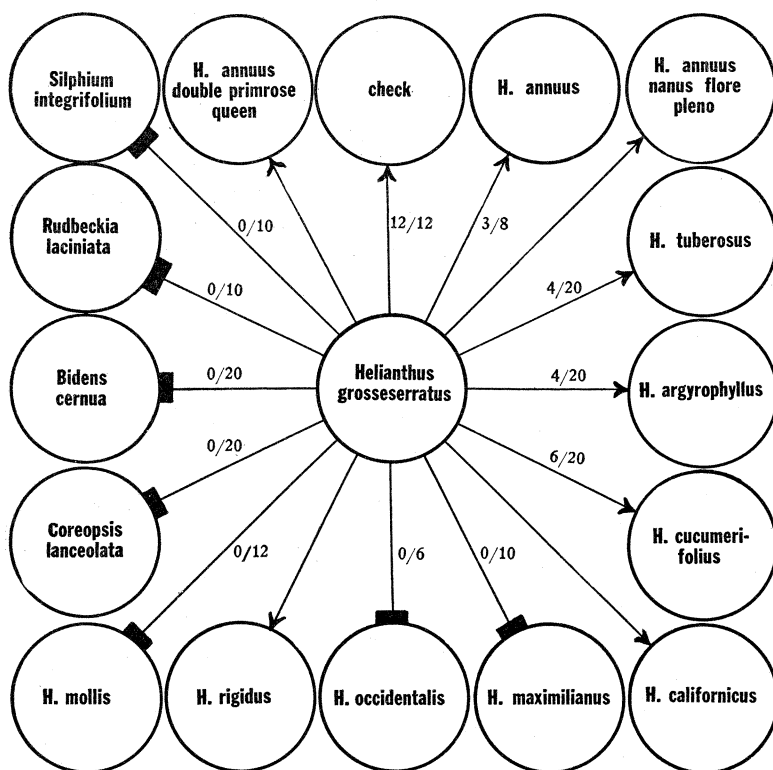 Silphium
integrifolium
H. annuus
double primrose
queen
check
H. annuus
H. annuus
nanus flore
pleno
0/10
12/12
3/8
Rudbeckia
laciniata
H. tuberosus
0/10
4/20
Bidens
cernua
0/20
Helianthus
grosseserratus
4/20
H. argyrophyllus
0/20
6/20
Coreopsis
lanceolata
H. cucumeri-
folius
0/12
0/6
0/10
H. mollis
H. rigidus
H. occidentalis
H. maximilianus
H. californicus